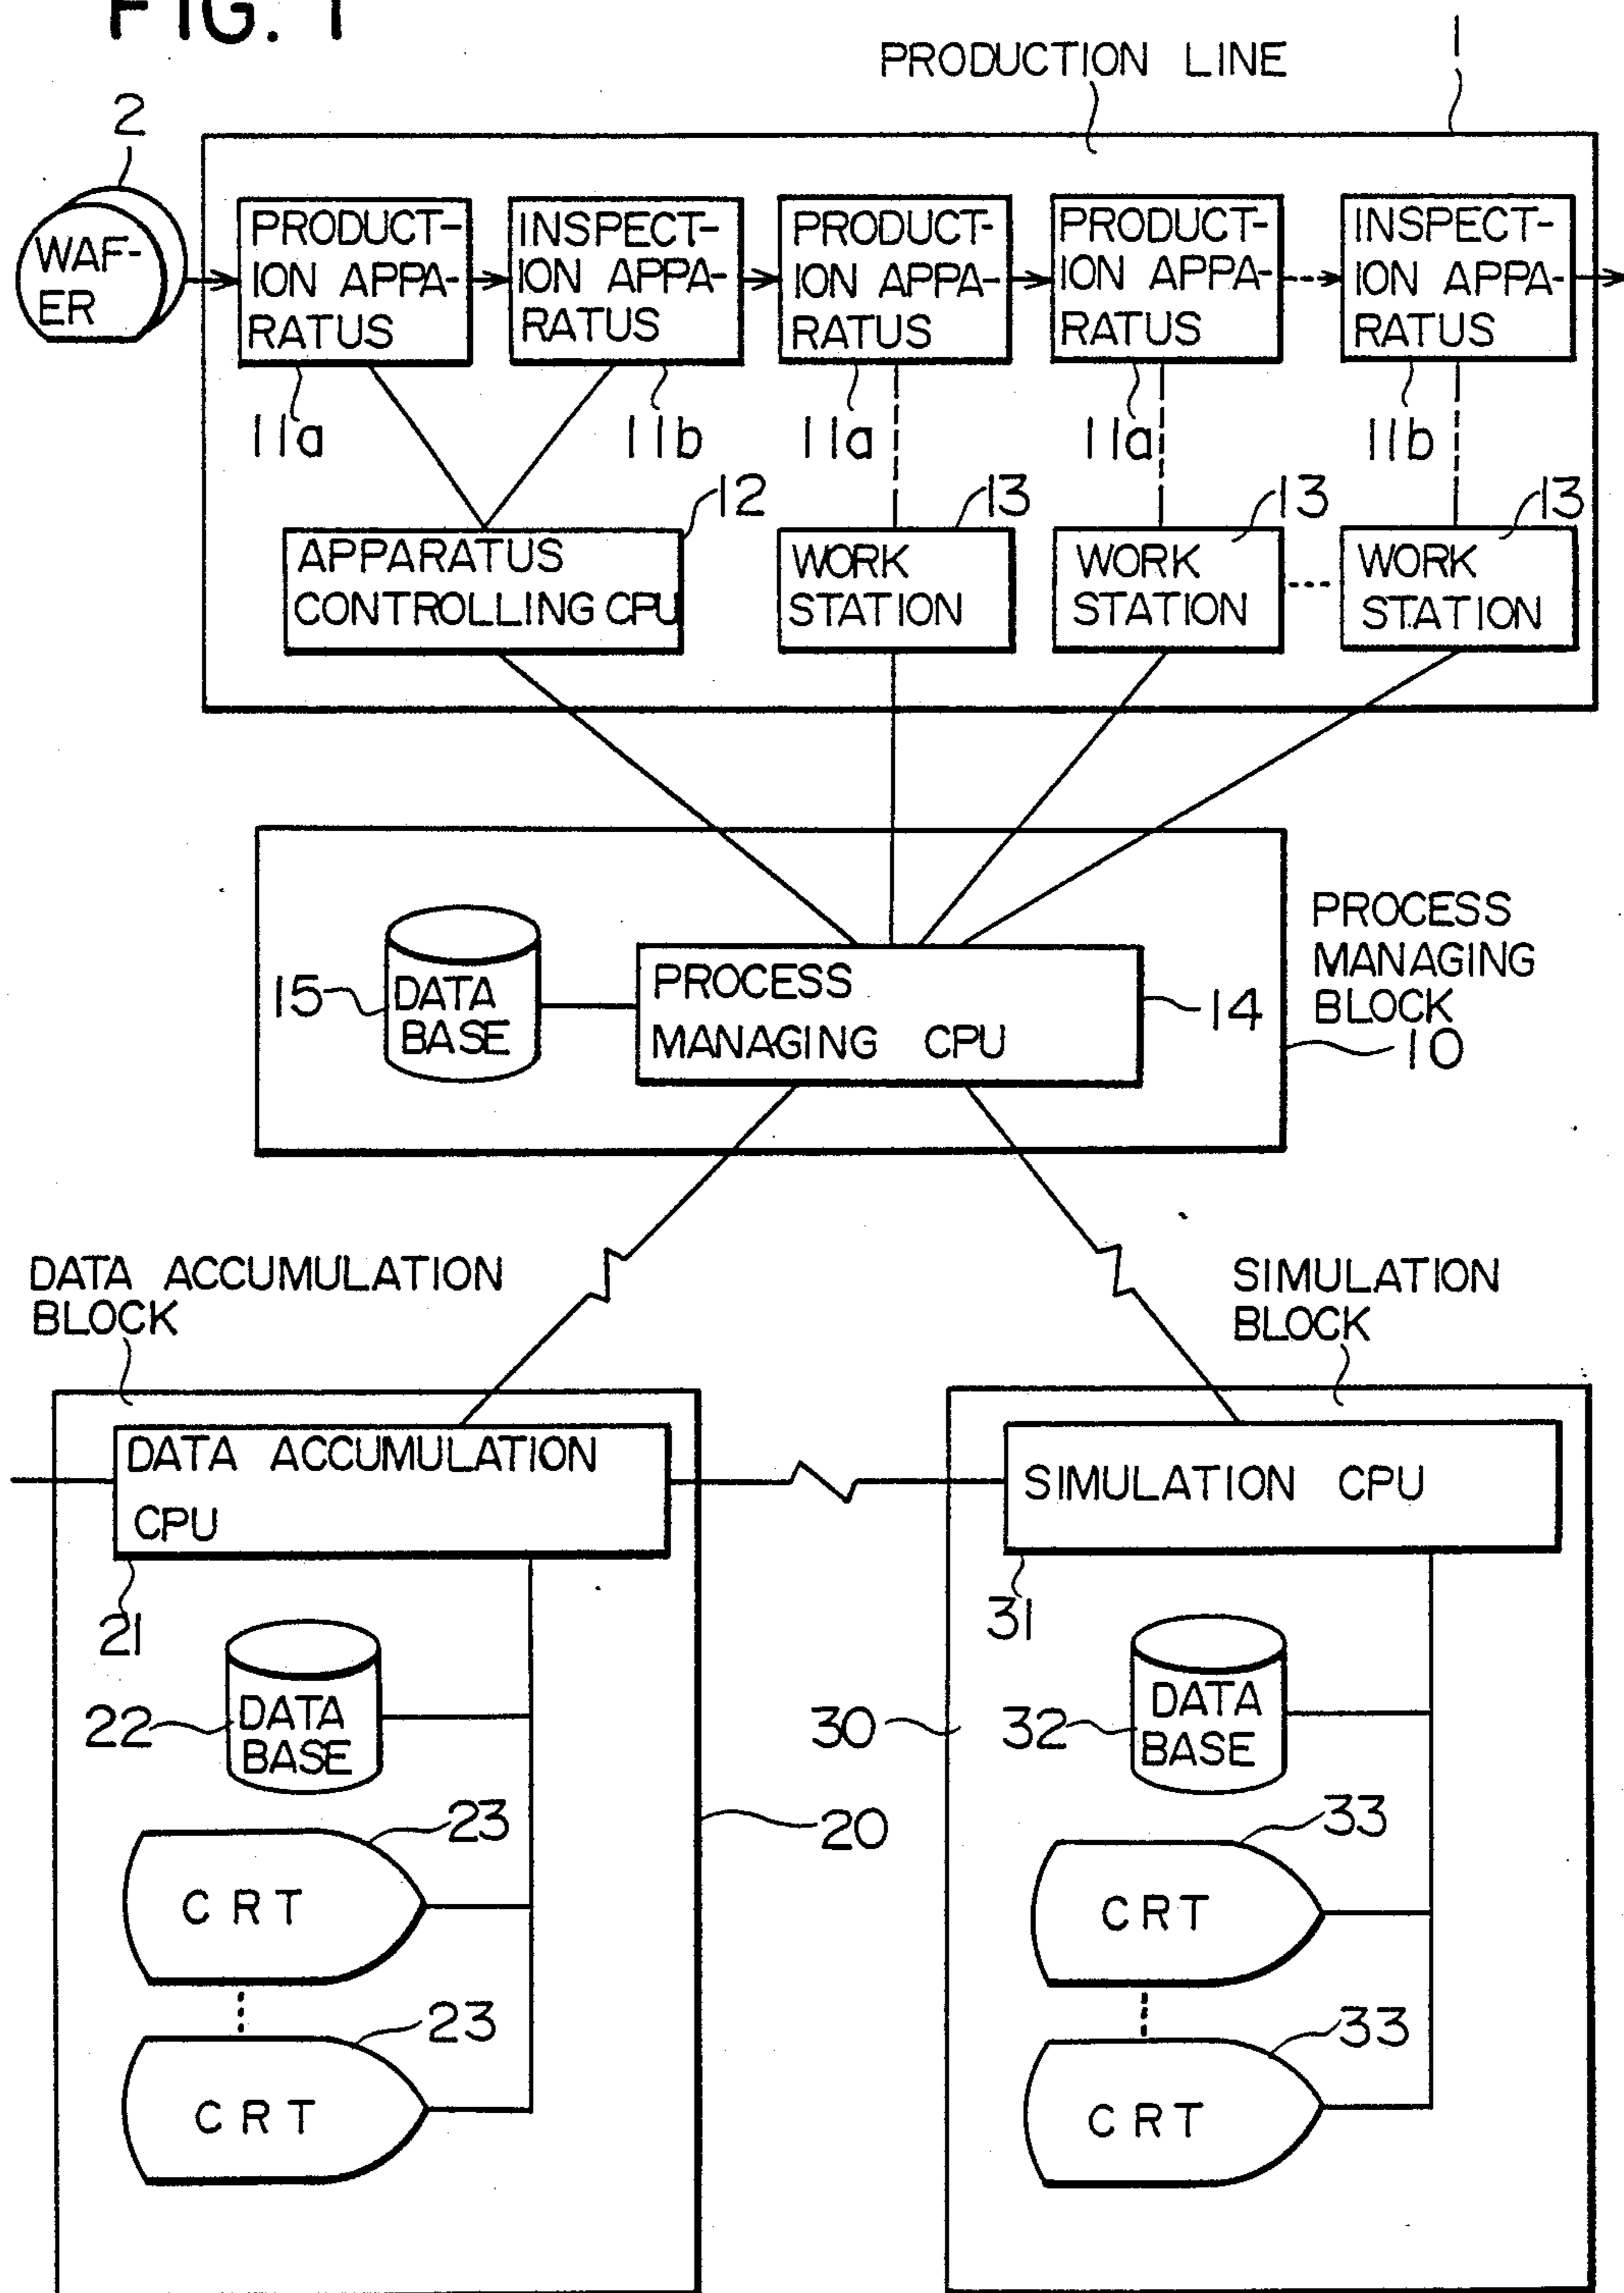 FIG. 1
PRODUCTION LINE
1
2
WAF-
ER
PRODUCT-
ION APPA-
RATUS
INSPECT-
ION APPA-
RATUS
PRODUCT-
ION APPA-
RATUS
PRODUCT-
ION APPA-
RATUS
INSPECT-
ION APPA-
RATUS
11a
11b
11a
11a
11b
12
13
13
13
APPARATUS
CONTROLLING CPU
WORK
STATION
WORK
STATION
WORK
STATION
15
DATA
BASE
PROCESS
MANAGING CPU
14
PROCESS
MANAGING
BLOCK
10
DATA ACCUMULATION
BLOCK
SIMULATION
BLOCK
DATA ACCUMULATION
CPU
21
22
DATA
BASE
23
CRT
23
CRT
20
SIMULATION CPU
31
30
32
DATA
BASE
33
CRT
33
CRT